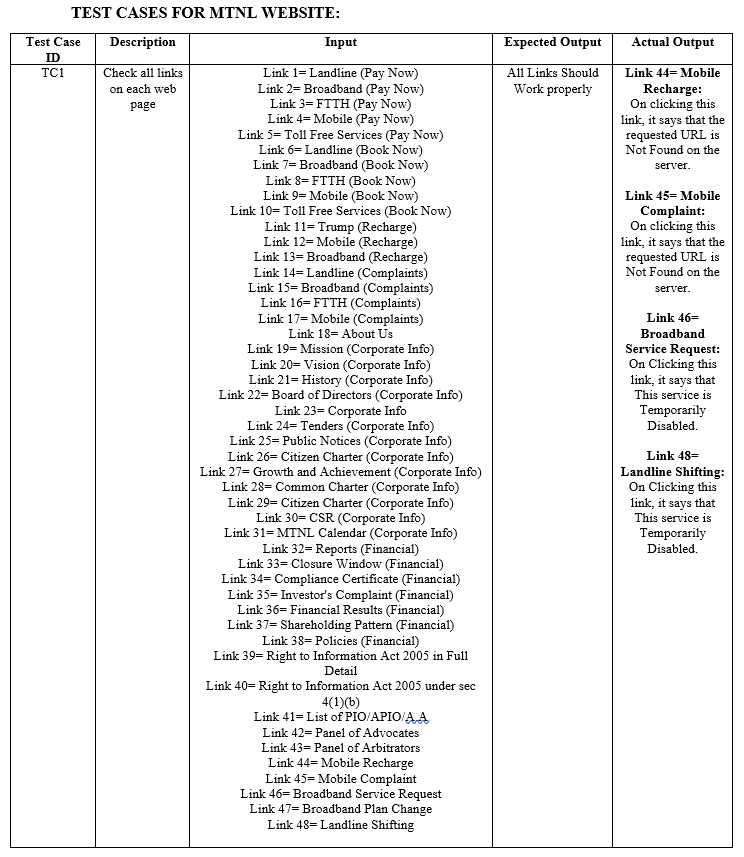 TEST CASES FOR MTNL WEBSITE:
Test Case
ID
Description
Input
Expected Output
Actual Output
TC1
Check all links
on each web
page
Link 1= Landline (Pay Now)
Link 2= Broadband (Pay Now)
Link 3= FTTH (Pay Now)
Link 4= Mobile (Pay Now)
Link 5= Toll Free Services (Pay Now)
Link 6= Landline (Book Now)
Link 7= Broadband (Book Now)
Link 8= FTTH (Book Now)
Link 9= Mobile (Book Now)
Link 10= Toll Free Services (Book Now)
Link 11= Trump (Recharge)
Link 12= Mobile (Recharge)
Link 13= Broadband (Recharge)
Link 14= Landline (Complaints)
Link 15= Broadband (Complaints)
Link 16= FTTH (Complaints)
Link 17= Mobile (Complaints)
Link 18= About Us
Link 19= Mission (Corporate Info)
Link 20= Vision (Corporate Info)
Link 21= History (Corporate Info)
Link 22= Board of Directors (Corporate Info)
Link 23= Corporate Info
Link 24= Tenders (Corporate Info)
Link 25= Public Notices (Corporate Info)
Link 26= Citizen Charter (Corporate Info)
Link 27= Growth and Achievement (Corporate Info)
Link 28= Common Charter (Corporate Info)
Link 29= Citizen Charter (Corporate Info)
Link 30= CSR (Corporate Info)
Link 31= MTNL Calendar (Corporate Info)
Link 32= Reports (Financial)
Link 33= Closure Window (Financial)
Link 34= Compliance Certificate (Financial)
Link 35= Investor's Complaint (Financial)
Link 36= Financial Results (Financial)
Link 37= Shareholding Pattern (Financial)
Link 38= Policies (Financial)
Link 39= Right to Information Act 2005 in Full
Detail
Link 40= Right to Information Act 2005 under sec
4(1)(b)
Link 41= List of PIO/APIO/A.A
Link 42= Panel of Advocates
Link 43= Panel of Arbitrators
Link 44= Mobile Recharge
Link 45= Mobile Complaint
Link 46= Broadband Service Request
Link 47= Broadband Plan Change
Link 48= Landline Shifting
All Links Should
Work properly
Link 44= Mobile
Recharge:
On clicking this
link, it says that the
requested URL is
Not Found on the
server.
Link 45= Mobile
Complaint:
On clicking this
link, it says that the
requested URL is
Not Found on the
server.
Link 46=
Broadband
Service Request:
On Clicking this
link, it says that
This service is
Temporarily
Disabled.
Link 48=
Landline Shifting:
On Clicking this
link, it says that
This service is
Temporarily
Disabled.